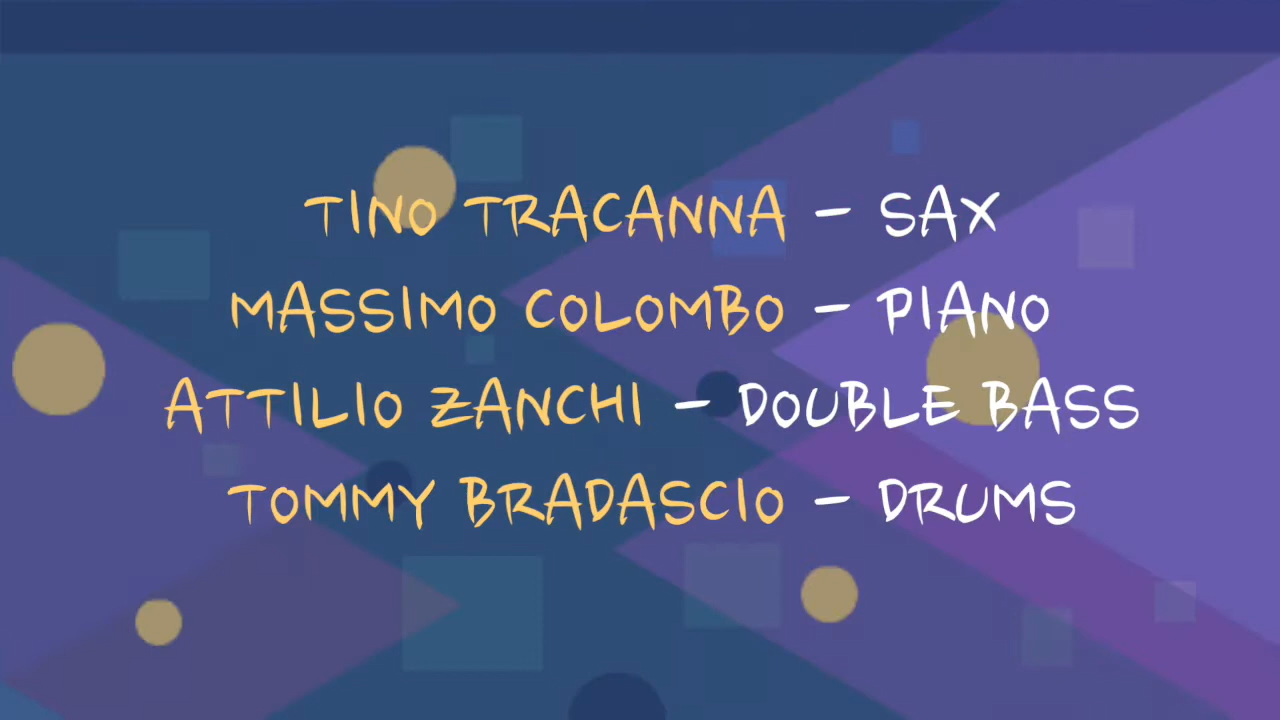 TINO TRACANNA – SAX
MASSIMO COLOMBO – PIANO
ATTILIO ZANCHI – DOUBLE BASS
TOMMY BRADASCIO – DRUMS